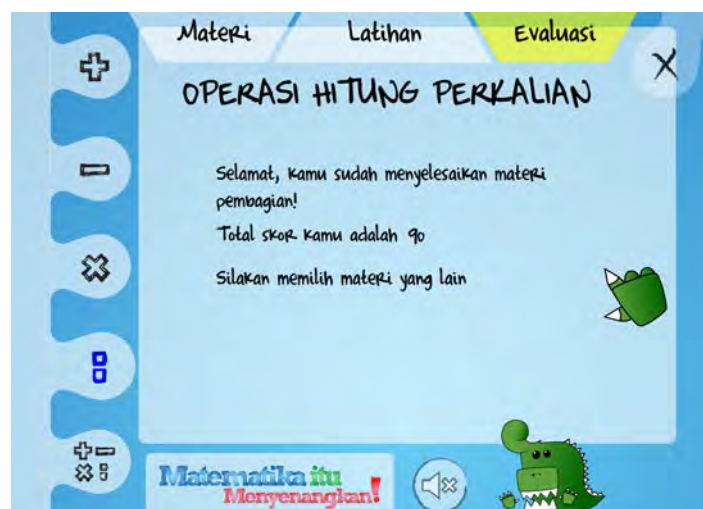 Materi Latihan Evaluasi
OPERASI HITUNG PERKALIAN
Selamat, kamu sudah menyelesaikan materi
pembagian!
Total skor kamu adalah 90
Silakan memilih materi yang lain
Matematika itu
Menyenangkan!